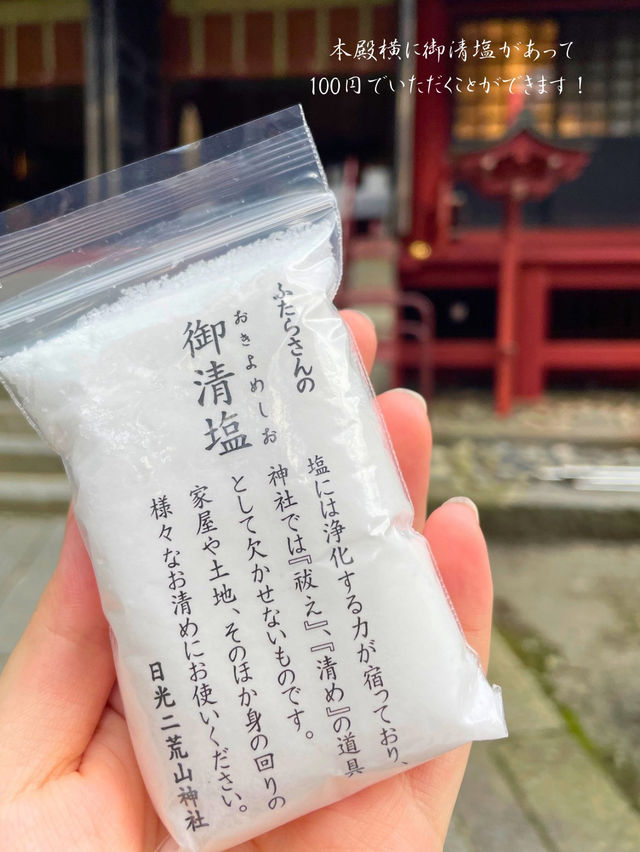 本殿横に御清塩があって
100円でいただくことができます！
ふたらさんの
おきよめしお
御清塩
塩には浄化する力が宿っており、
神社では『祓え』、『清め』の道具
として欠かせないものです。
家屋や土地、そのほか身の回りの
様々なお清めにお使いください。
日光二荒山神社